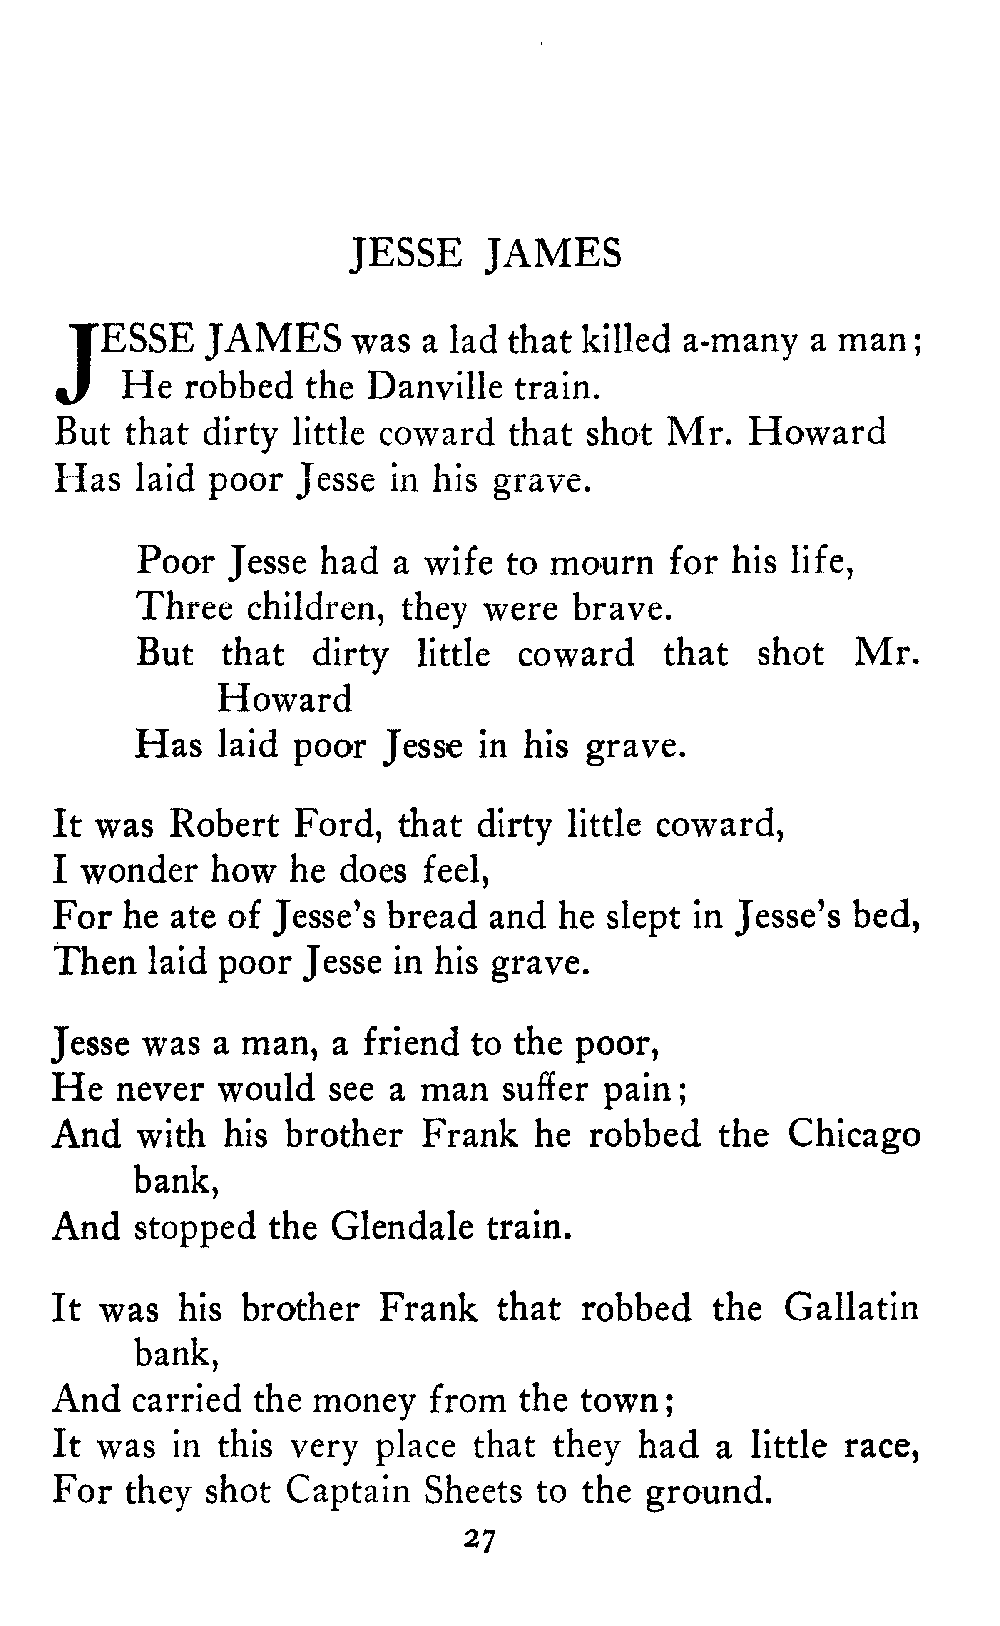 JESSE JAMES
JESSE JAMES was a lad that killed a-many a man;
He robbed the Danville train.
But that dirty little coward that shot Mr. Howard
Has laid poor Jesse in his grave.
Poor Jesse had a wife to mourn for his life,
Three children, they were brave.
But that dirty little coward that shot Mr.
Howard
Has laid poor Jesse in his grave.
It was Robert Ford, that dirty little coward,
I wonder how he does feel,
For he ate of Jesse's bread and he slept in Jesse's bed,
Then laid poor Jesse in his grave.
Jesse was a man, a friend to the poor,
He never would see a man suffer pain;
And with his brother Frank he robbed the Chicago
bank,
And stopped the Glendale train.
It was his brother Frank that robbed the Gallatin
bank,
And carried the money from the town;
It was in this very place that they had a little race,
For they shot Captain Sheets to the ground.
27